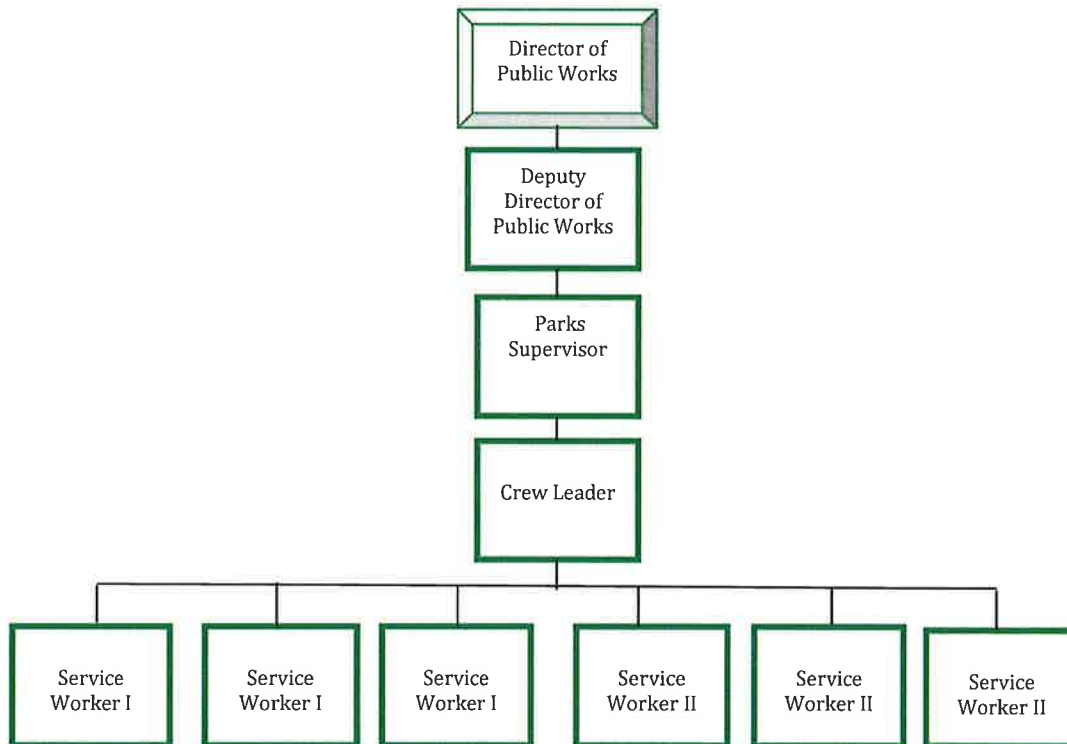 Director of
Public Works
Deputy
Director of
Public Works
Parks
Supervisor
Crew Leader
Service
Worker I
Service
Worker I
Service
Worker I
Service
Worker II
Service
Worker II
Service
Worker II